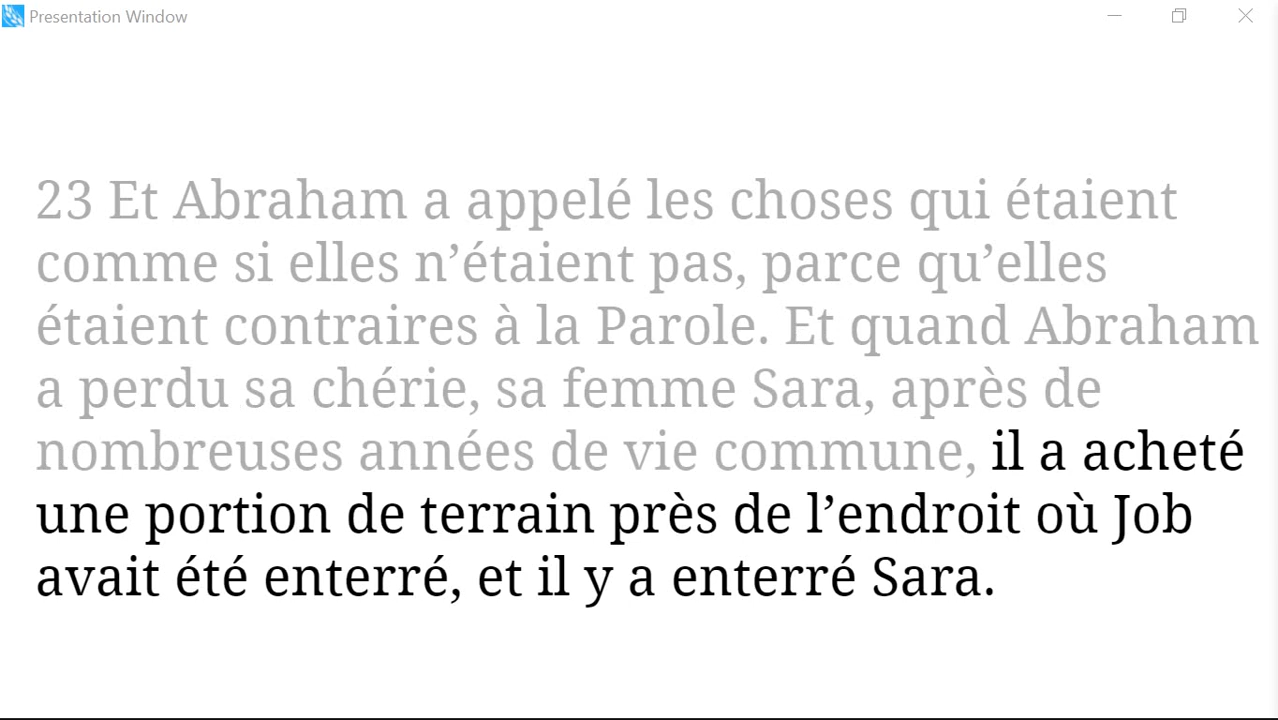 Presentation Window
23 Et Abraham a appelé les choses qui étaient
comme si elles n’étaient pas, parce qu’elles
étaient contraires à la Parole. Et quand Abraham
a perdu sa chérie, sa femme Sara, après de
nombreuses années de vie commune, il a acheté
une portion de terrain près de l’endroit où Job
avait été enterré, et il y a enterré Sara.